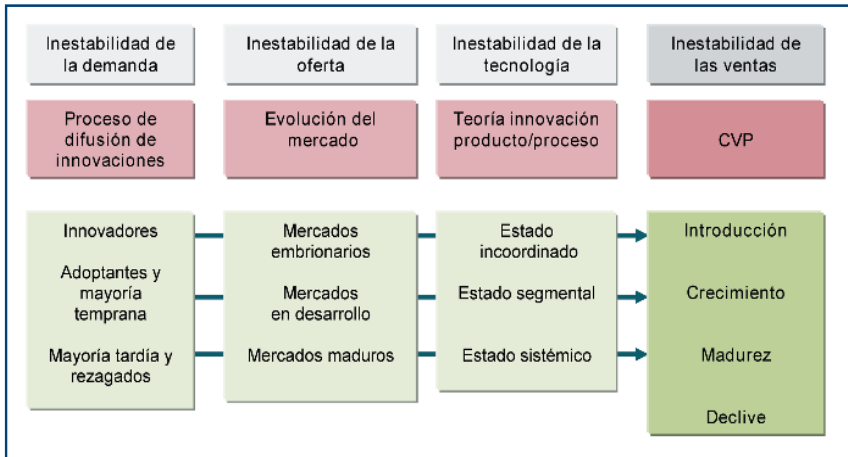 Inestabilidad de
la demanda
Inestabilidad de la
oferta
Inestabilidad de la
tecnología
Inestabilidad de
las ventas
Proceso de
difusión de
innovaciones
Evolución del
mercado
Teoría innovación
producto/proceso
CVP
Innovadores
Adoptantes y
mayoría
temprana
Mayoría tardía y
rezagados
Mercados
embrionarios
Mercados
en desarrollo
Mercados maduros
Estado
incoordinado
Estado segmental
Estado sistémico
Introducción
Crecimiento
Madurez
Declive